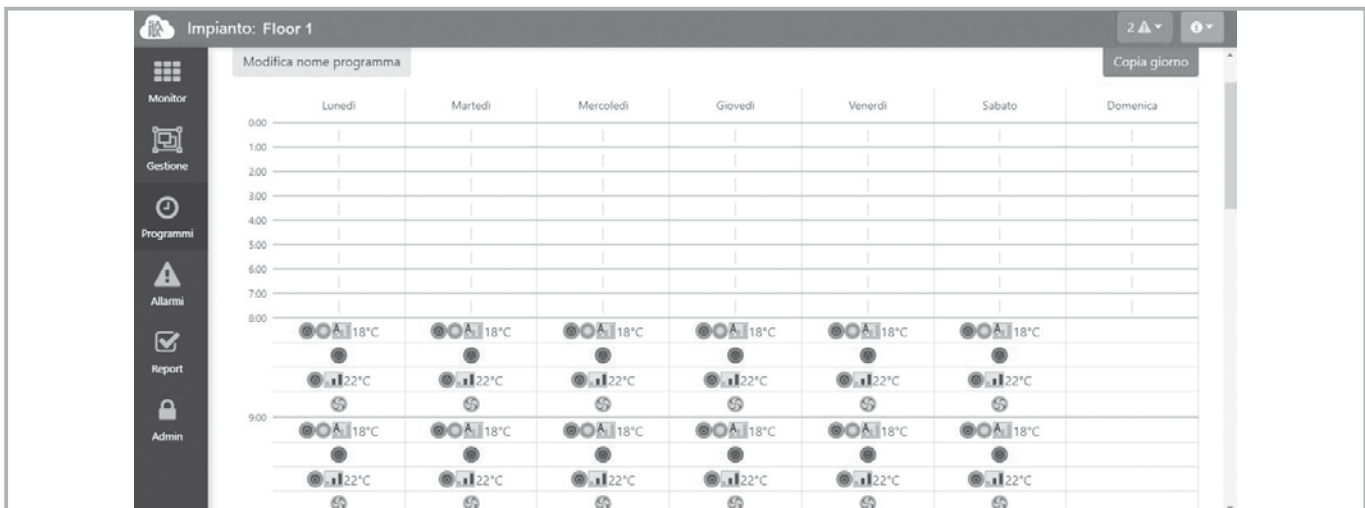 Impianto: Floor 1
2
Modifica nome programma
Copia giorno
Monitor
Gestione
Programmi
Allarmi
Report
Admin
Lunedì Martedì Mercoledì Giovedì Venerdì Sabato Domenica
0:00
1:00
2:00
3:00
4:00
5:00
6:00
7:00
8:00
A 18°C A 18°C A 18°C A 18°C A 18°C A 18°C
22°C 22°C 22°C 22°C 22°C 22°C
9:00
A 18°C A 18°C A 18°C A 18°C A 18°C A 18°C
22°C 22°C 22°C 22°C 22°C 22°C